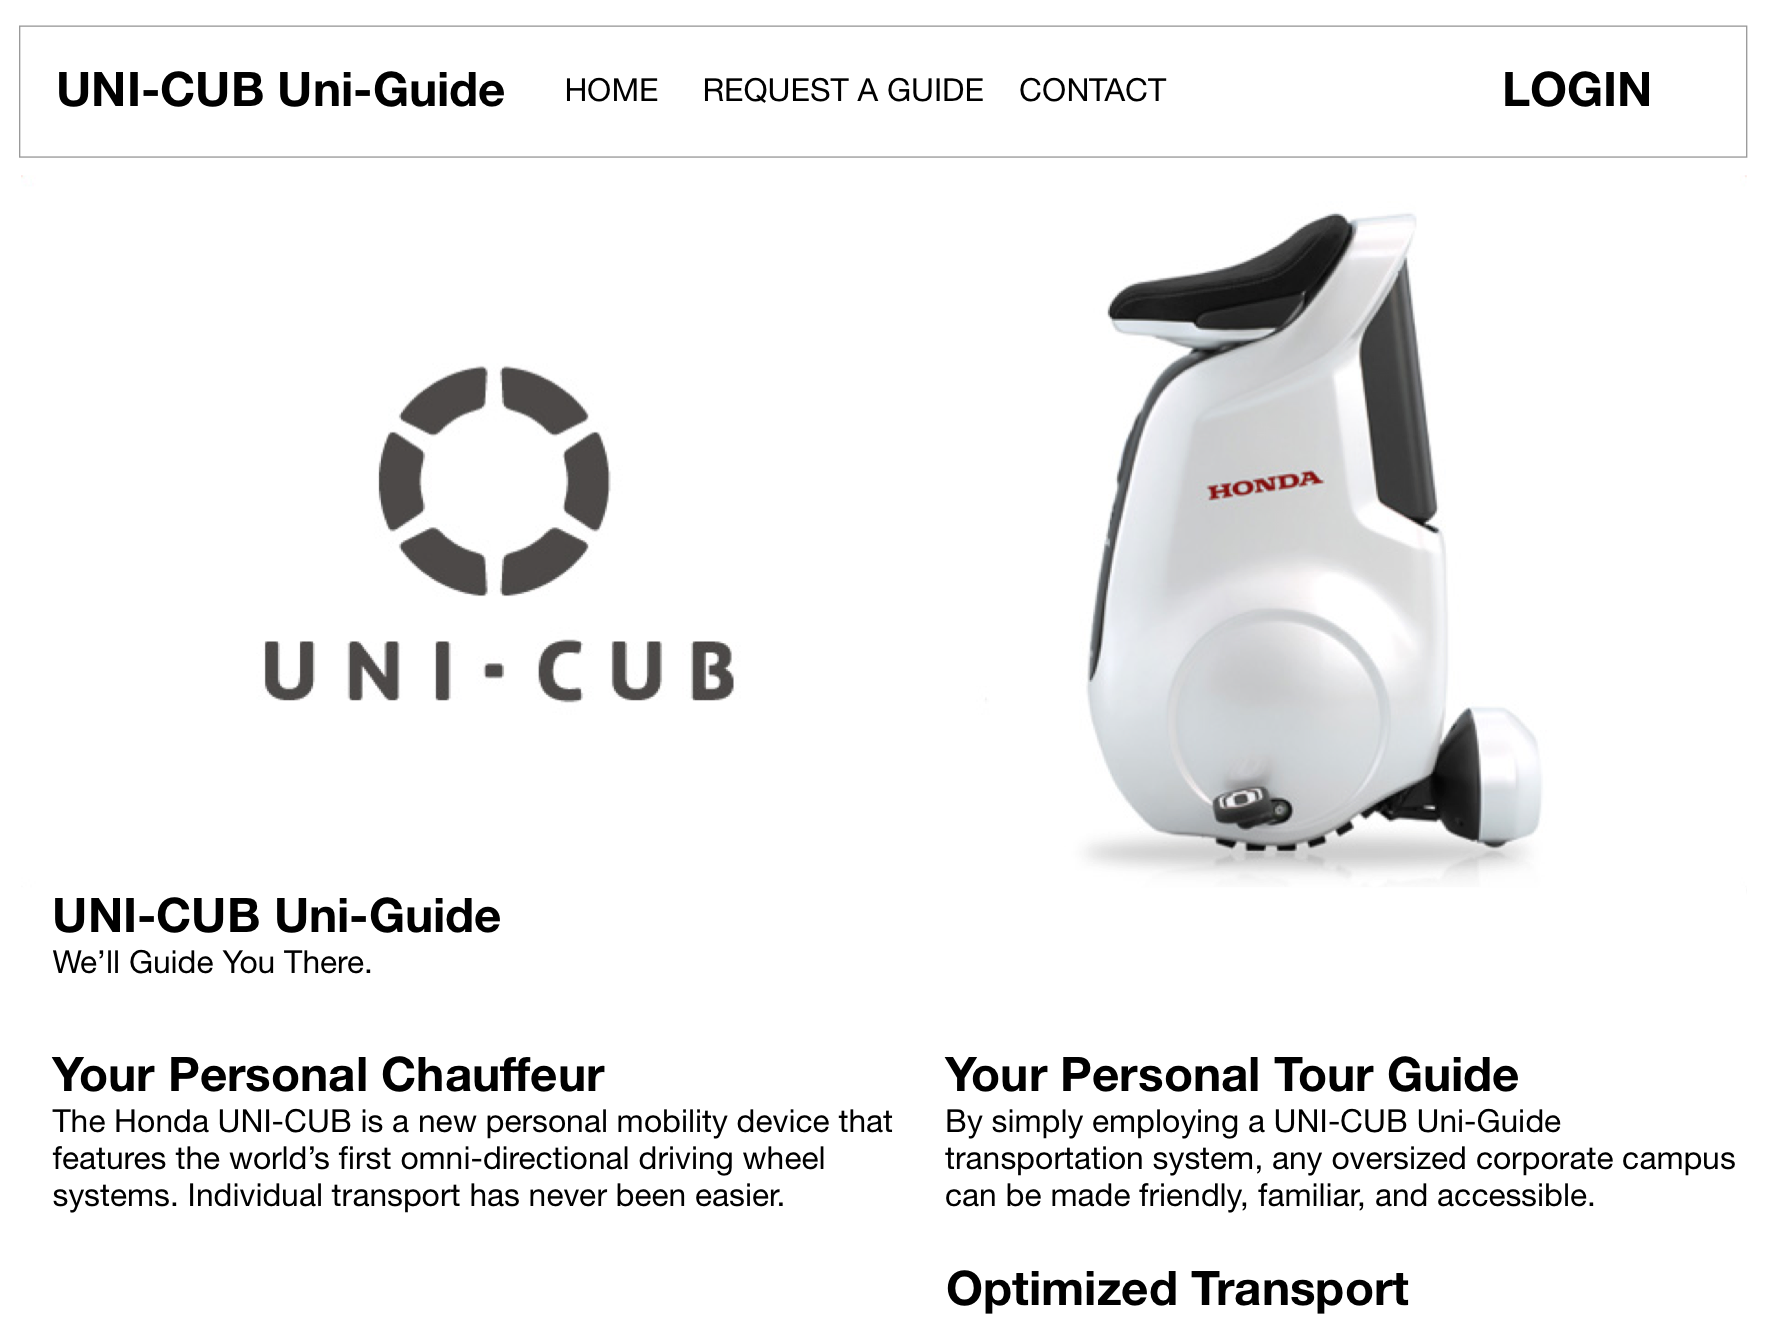 UNI-CUB Uni-Guide
HOME
REQUEST A GUIDE
CONTACT
LOGIN
UNI-CUB
HONDA
UNI-CUB Uni-Guide
We’ll Guide You There.
Your Personal Chauffeur
The Honda UNI-CUB is a new personal mobility device that
features the world’s first omni-directional driving wheel
systems. Individual transport has never been easier.
Your Personal Tour Guide
By simply employing a UNI-CUB Uni-Guide
transportation system, any oversized corporate campus
can be made friendly, familiar, and accessible.
Optimized Transport